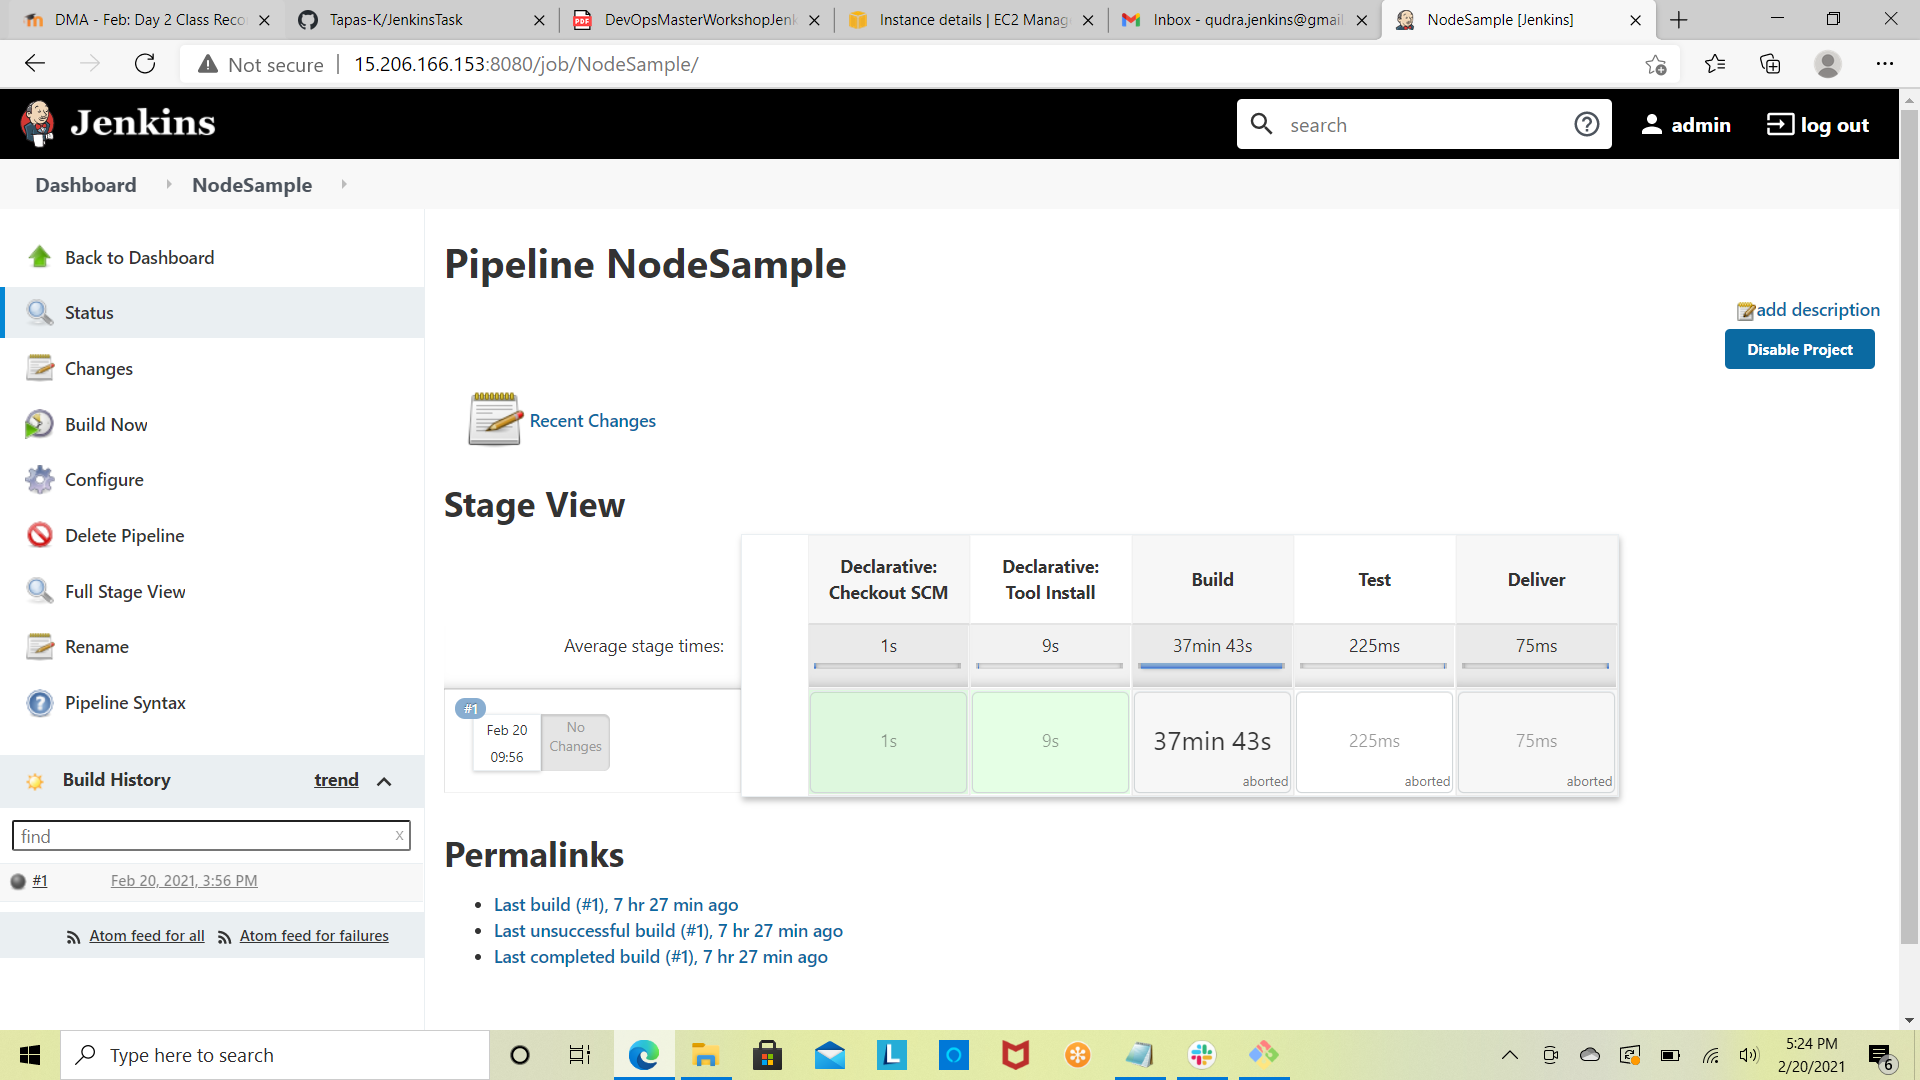 DMA - Feb: Day 2 Class Reco
Tapas-K/JenkinsTask
DevOpsMasterWorkshopJenk
Instance details | EC2 Manag
Inbox - qudra.jenkins@gmail
NodeSample [Jenkins]
Not secure
15.206.166.153:8080/job/NodeSample/
Jenkins
search
admin
log out
Dashboard
NodeSample
Back to Dashboard
Status
Changes
Build Now
Configure
Delete Pipeline
Full Stage View
Rename
Pipeline Syntax
Build History
trend
find
x
#1
Feb 20, 2021, 3:56 PM
Atom feed for all
Atom feed for failures
Pipeline NodeSample
add description
Disable Project
Recent Changes
Stage View
Declarative:
Checkout SCM
Declarative:
Tool Install
Build
Test
Deliver
Average stage times:
1s
9s
37min 43s
225ms
75ms
#1
Feb 20
09:56
No
Changes
1s
9s
37min 43s
aborted
225ms
aborted
75ms
aborted
Permalinks
Last build (#1), 7 hr 27 min ago
Last unsuccessful build (#1), 7 hr 27 min ago
Last completed build (#1), 7 hr 27 min ago
Type here to search
5:24 PM
2/20/2021
6